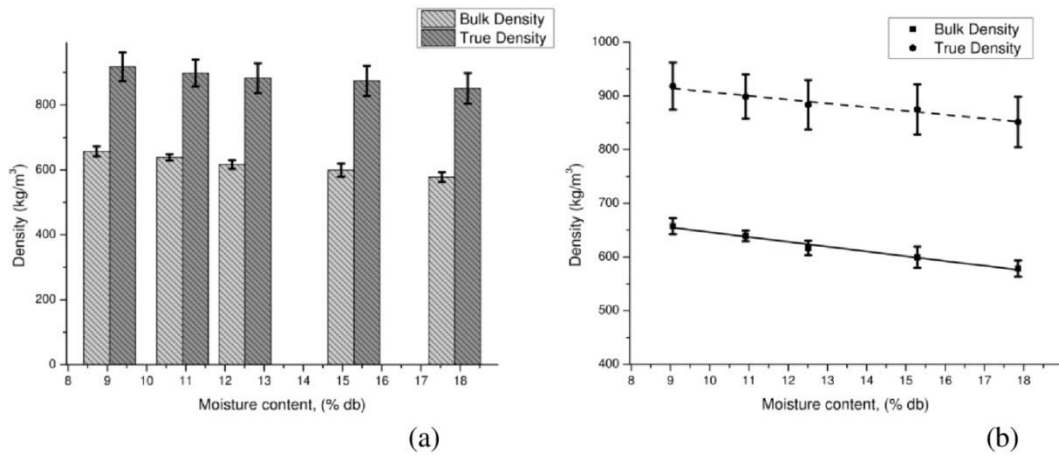 Bulk Density
True Density
800
600
400
200
0
8 9 10 11 12 13 14 15 16 17 18
Density (kg/m³)
Moisture content, (% db)
(a)
Bulk Density
True Density
1000
900
800
700
600
500
400
8 9 10 11 12 13 14 15 16 17 18
Density (kg/m³)
Moisture content, (% db)
(b)